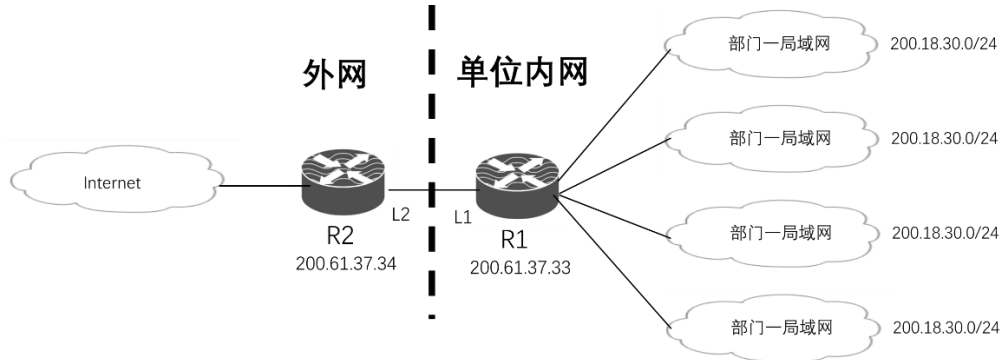 外网
单位内网
部门一局域网
200.18.30.0/24
部门一局域网
200.18.30.0/24
Internet
L2
L1
R2
200.61.37.34
R1
200.61.37.33
部门一局域网
200.18.30.0/24
部门一局域网
200.18.30.0/24